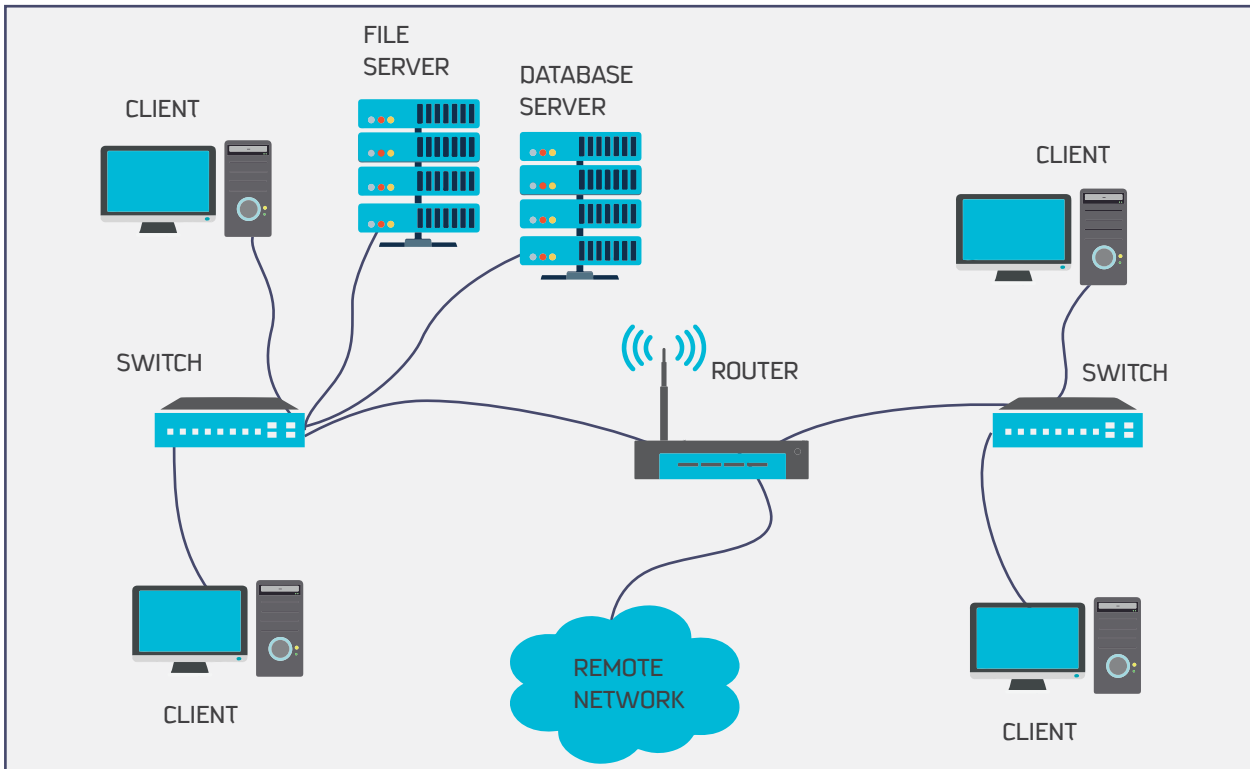 FILE
SERVER
DATABASE
SERVER
CLIENT
CLIENT
SWITCH
ROUTER
SWITCH
REMOTE
NETWORK
CLIENT
CLIENT